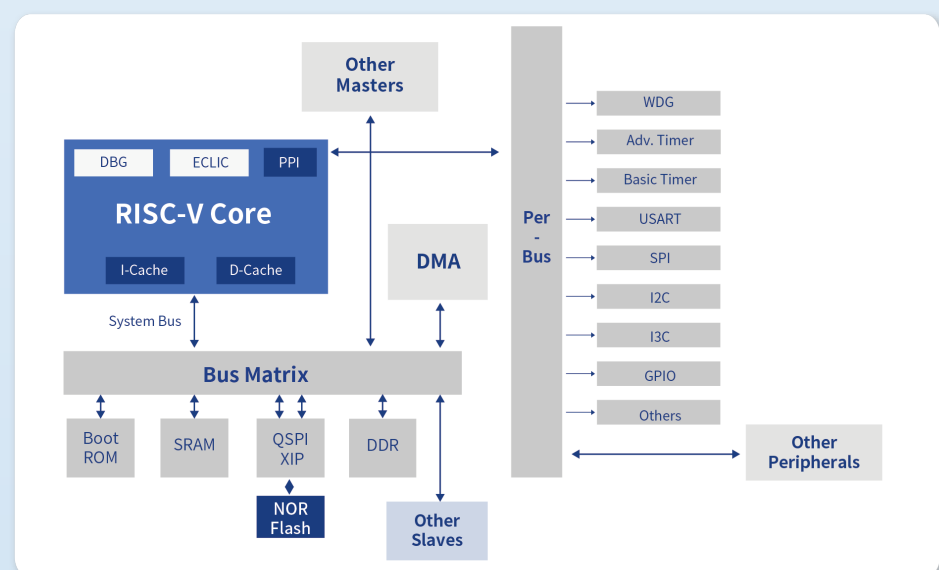 Other
Masters
DBG
ECLIC
PPI
RISC-V Core
I-Cache
D-Cache
System Bus
DMA
Bus Matrix
Boot
ROM
SRAM
QSPI
XIP
DDR
NOR
Flash
Other
Slaves
Per
-
Bus
WDG
Adv. Timer
Basic Timer
USART
SPI
I2C
I3C
GPIO
Others
Other
Peripherals